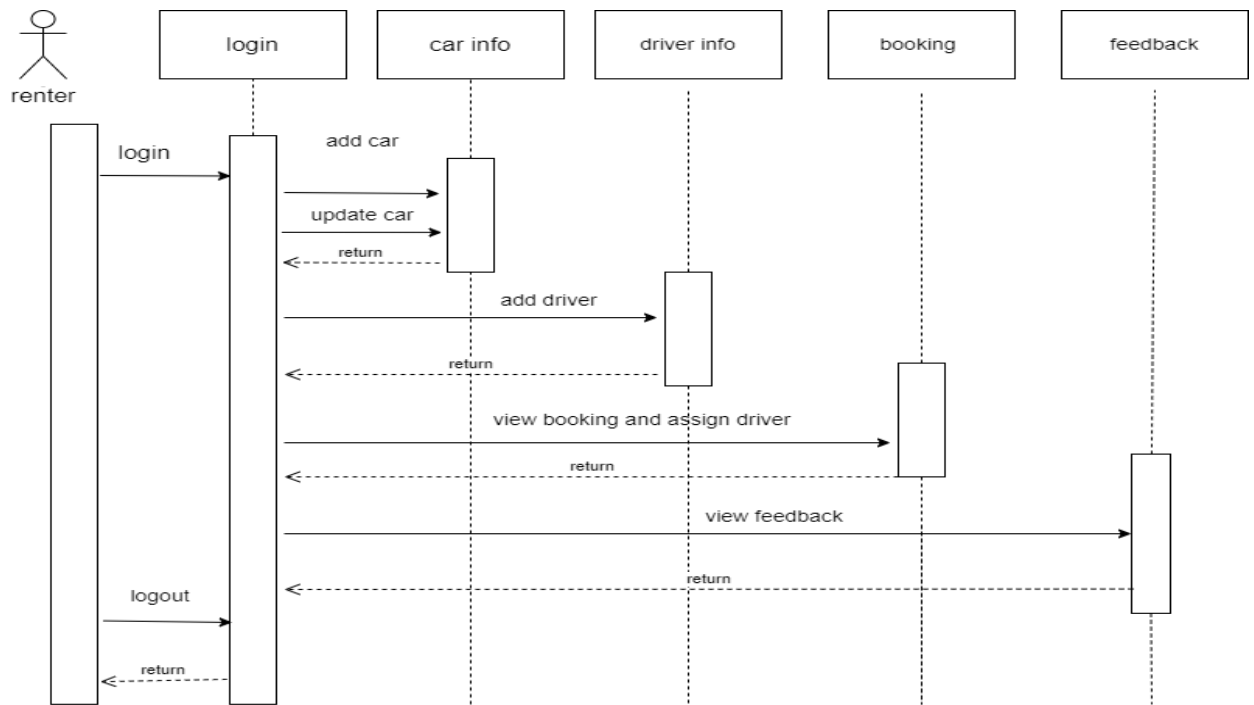 login
car info
driver info
booking
feedback
renter
login
add car
update car
return
add driver
return
view booking and assign driver
return
view feedback
return
logout
return